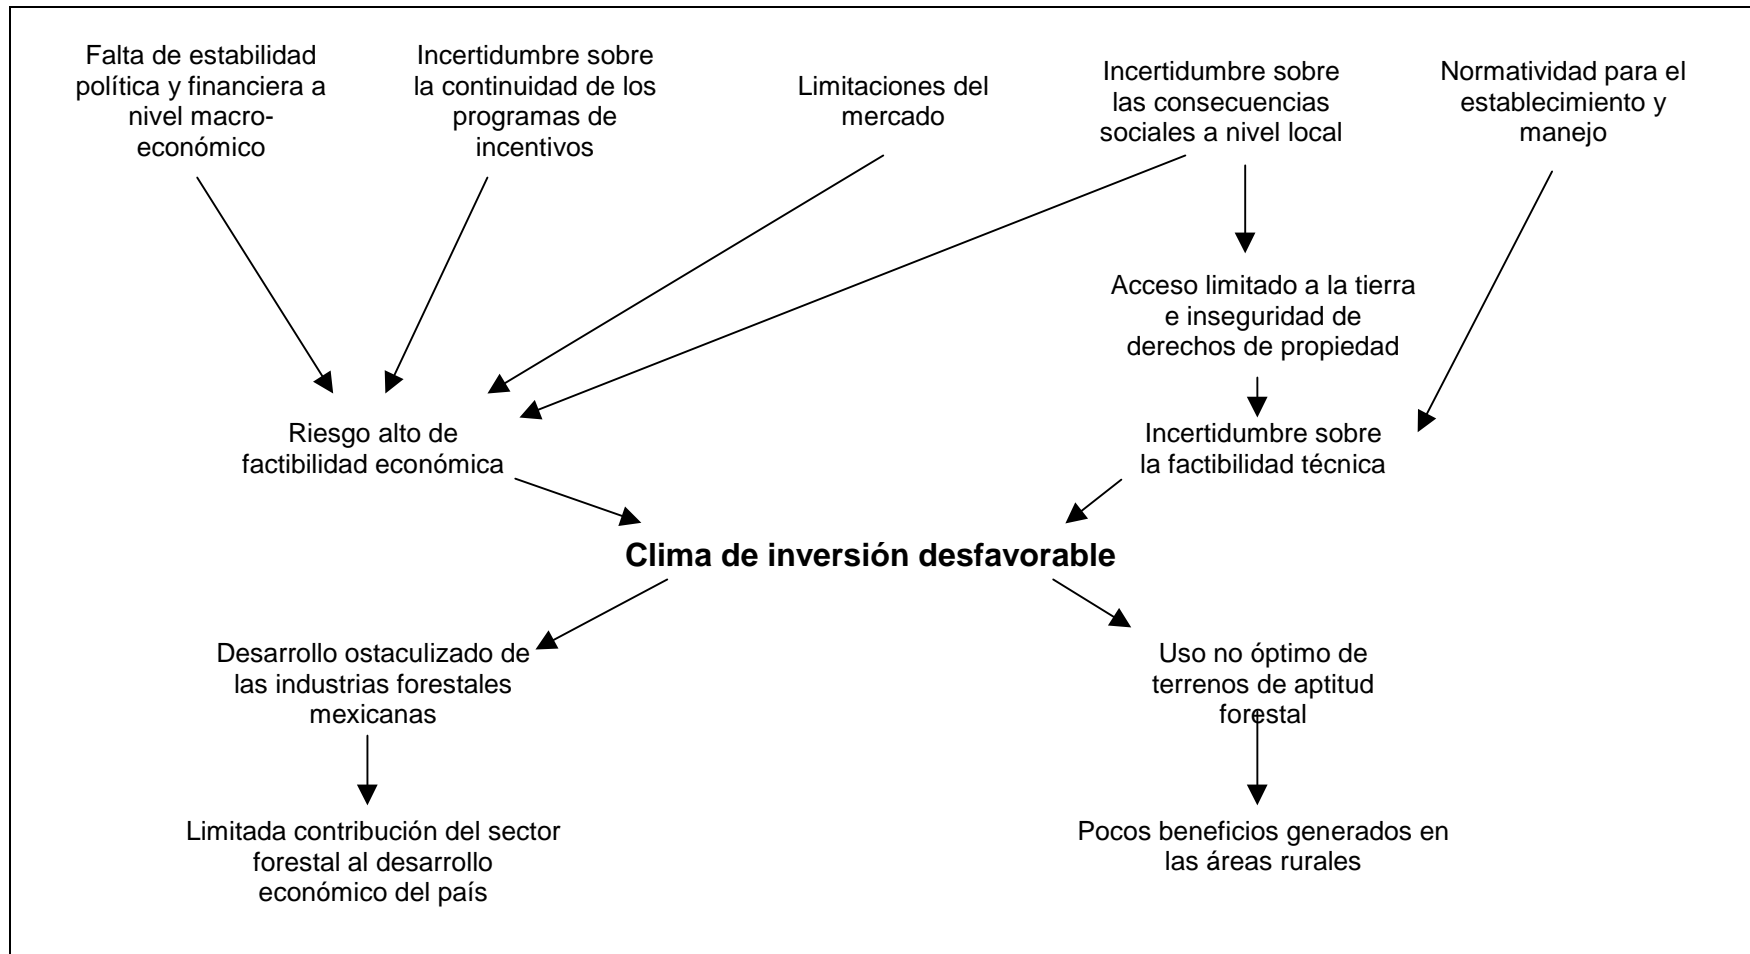 Falta de estabilidad
política y financiera a
nivel macro-
económico
Incertidumbre sobre
la continuidad de los
programas de
incentivos
Limitaciones del
mercado
Incertidumbre sobre
las consecuencias
sociales a nivel local
Normatividad para el
establecimiento y
manejo
Acceso limitado a la tierra
e inseguridad de
derechos de propiedad
Riesgo alto de
factibilidad económica
Incertidumbre sobre
la factibilidad técnica
Clima de inversión desfavorable
Desarrollo ostaculizado de
las industrias forestales
mexicanas
Uso no óptimo de
terrenos de aptitud
forestal
Limitada contribución del sector
forestal al desarrollo
económico del país
Pocos beneficios generados en
las áreas rurales